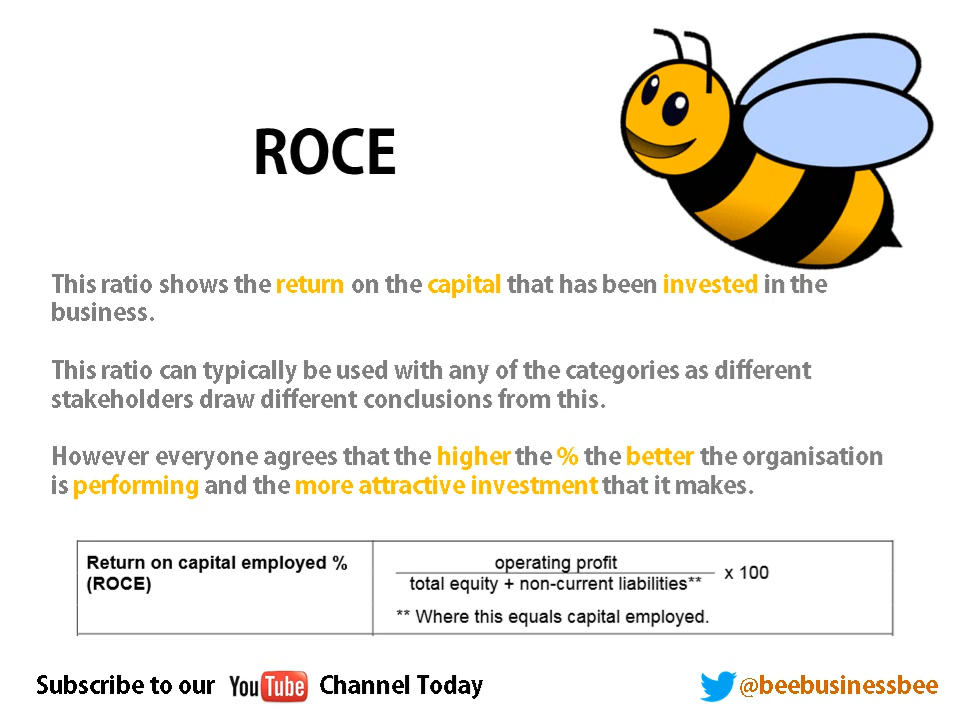 ROCE
This ratio shows the return on the capital that has been invested in the
business.
This ratio can typically be used with any of the categories as different
stakeholders draw different conclusions from this.
However everyone agrees that the higher the % the better the organisation
is performing and the more attractive investment that it makes.
Return on capital employed %
(ROCE)
operating profit
total equity + non-current liabilities**
x 100
** Where this equals capital employed.
Subscribe to our YouTube Channel Today
@beebusinessbee